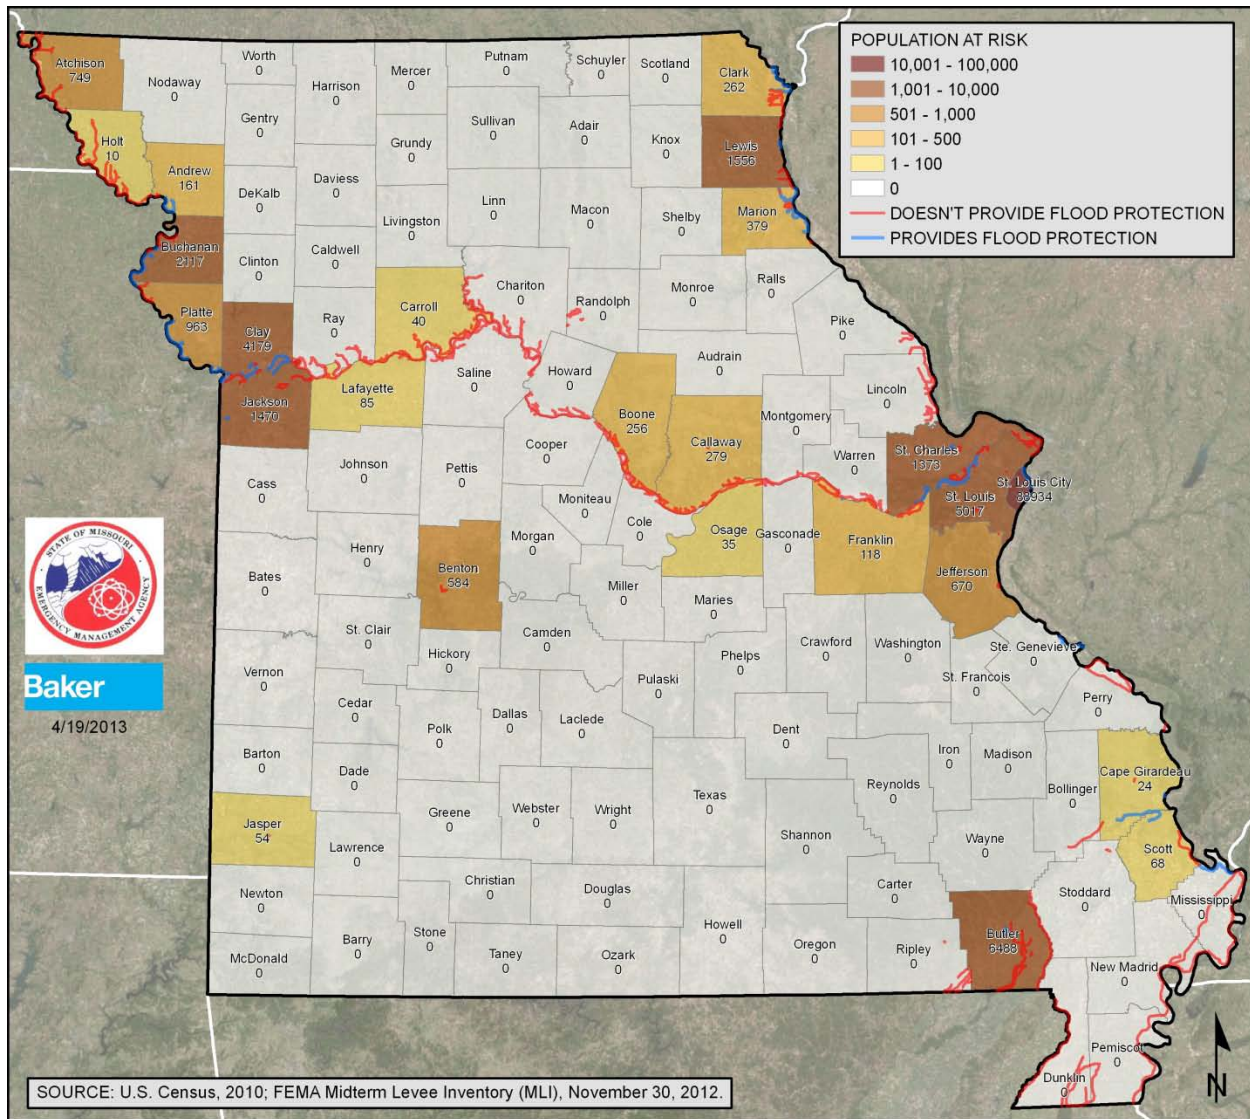 POPULATION AT RISK
10,001 - 100,000
1,001 - 10,000
501 - 1,000
101 - 500
1 - 100
0
DOESN'T PROVIDE FLOOD PROTECTION
PROVIDES FLOOD PROTECTION
Atchison
749
Nodaway
0
Worth
0
Harrison
0
Mercer
0
Putnam
0
Schuyler
0
Scotland
0
Clark
262
Holt
10
Andrew
161
Gentry
0
DeKalb
0
Daviess
0
Grundy
0
Sullivan
0
Adair
0
Knox
0
Lewis
1556
Livingston
0
Linn
0
Macon
0
Shelby
0
Marion
379
Buchanan
2117
Clinton
0
Caldwell
0
Platte
963
Clay
4179
Ray
0
Carroll
40
Chariton
0
Randolph
0
Monroe
0
Ralls
0
Pike
0
Jackson
1470
Lafayette
85
Saline
0
Howard
0
Boone
256
Audrain
0
Callaway
279
Montgomery
0
Lincoln
0
Warren
0
St. Charles
1373
St. Louis
5017
St. Louis City
88934
Cass
0
Johnson
0
Pettis
0
Cooper
0
Moniteau
0
Cole
0
Osage
35
Gasconade
0
Franklin
118
Jefferson
670
Bates
0
Henry
0
Benton
584
Morgan
0
Miller
0
Maries
0
St. Clair
0
Hickory
0
Camden
0
Pulaski
0
Phelps
0
Crawford
0
Washington
0
St. Francois
0
Ste. Genevieve
0
Perry
0
Vernon
0
Cedar
0
Polk
0
Dallas
0
Laclede
0
Dent
0
Iron
0
Madison
0
Bollinger
0
Cape Girardeau
24
Barton
0
Dade
0
Greene
0
Webster
0
Wright
0
Texas
0
Reynolds
0
Shannon
0
Wayne
0
Scott
68
Jasper
54
Lawrence
0
Christian
0
Douglas
0
Carter
0
Stoddard
0
Mississippi
0
Newton
0
McDonald
0
Barry
0
Stone
0
Taney
0
Ozark
0
Howell
0
Oregon
0
Ripley
0
Butler
6488
New Madrid
0
Pemiscot
0
Dunklin
0
STATE OF MISSOURI
EMERGENCY MANAGEMENT AGENCY
Baker
4/19/2013
N
SOURCE: U.S. Census, 2010; FEMA Midterm Levee Inventory (MLI), November 30, 2012.